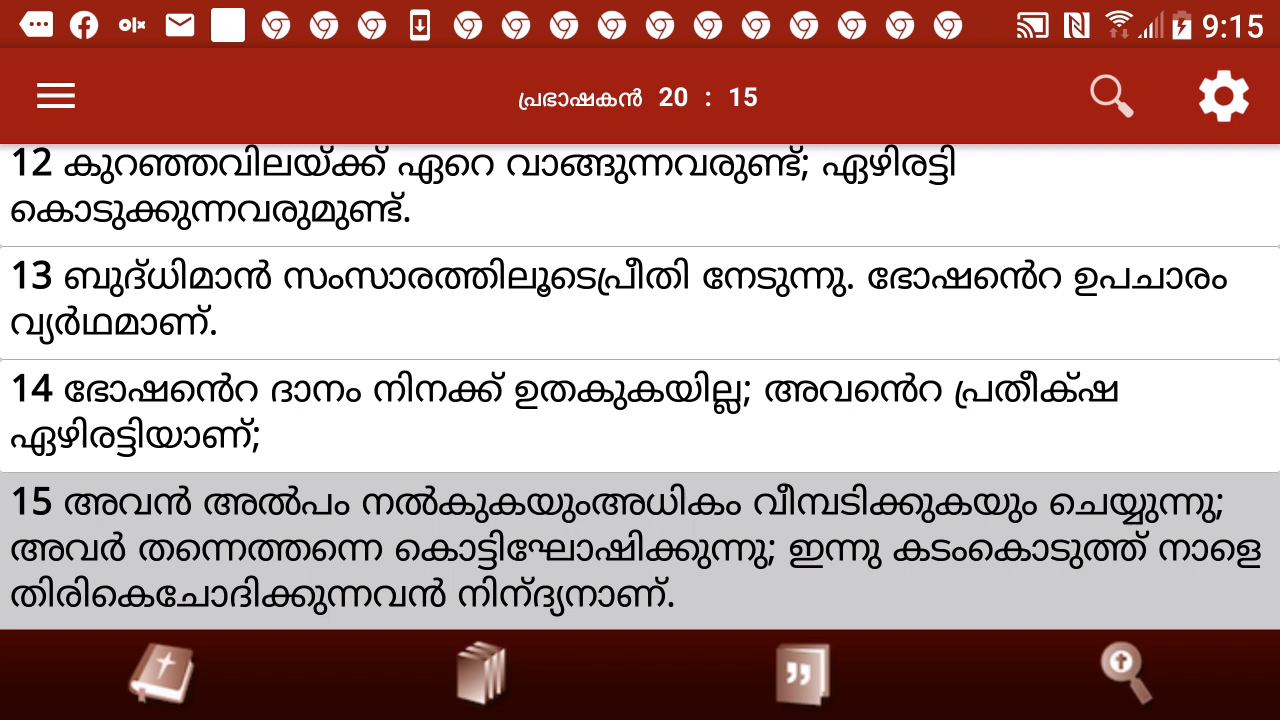 olx 9:15
പ്രഭാഷകൻ 20 : 15
12 കുറഞ്ഞവിലയ്ക്ക് ഏറെ വാങ്ങുന്നവരുണ്ട്; ഏഴിരട്ടി
കൊടുക്കുന്നവരുമുണ്ട്.
13 ബുദ്ധിമാൻ സംസാരത്തിലൂടെപ്രീതി നേടുന്നു. ഭോഷൻെറ ഉപചാരം
വ്യർഥമാണ്.
14 ഭോഷൻെറ ദാനം നിനക്ക് ഉതകുകയില്ല; അവൻെറ പ്രതീക്ഷ
ഏഴിരട്ടിയാണ്;
15 അവൻ അൽപം നൽകുകയുംഅധികം വീമ്പടിക്കുകയും ചെയ്യുന്നു;
അവർ തന്നെത്തന്നെ കൊട്ടിഘോഷിക്കുന്നു; ഇന്നു കടംകൊടുത്ത് നാളെ
തിരികെചോദിക്കുന്നവൻ നിന്ദ്യനാണ്.